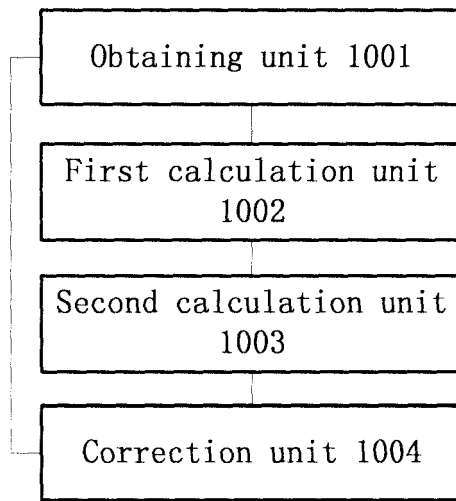 Obtaining unit 1001
First calculation unit
1002
Second calculation unit
1003
Correction unit 1004